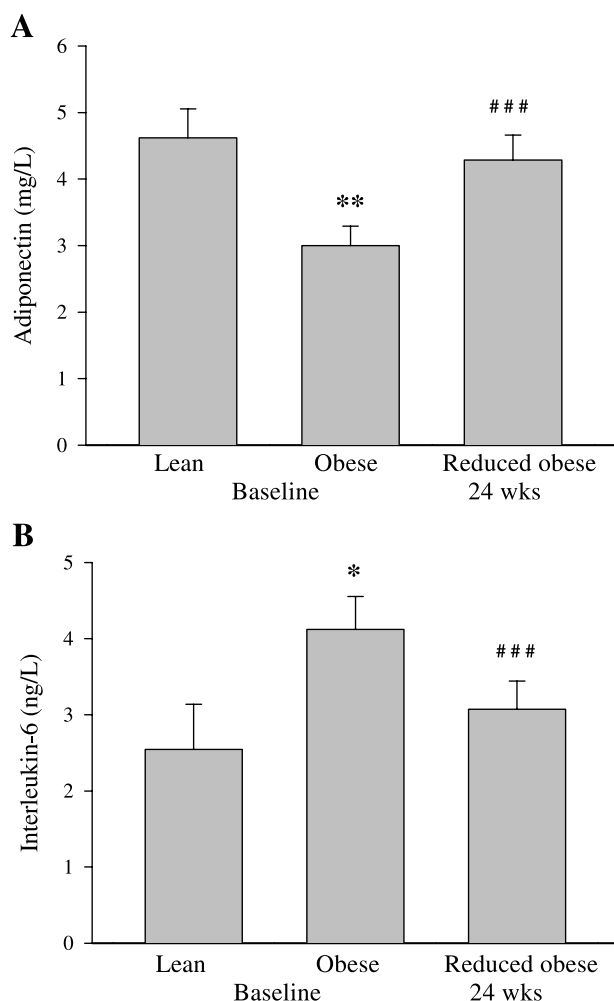 A
6
5
4
3
2
1
0
Adiponectin (mg/L)
**
###
Lean
Obese
Reduced obese
Baseline
24 wks
B
5
4
3
2
1
0
Interleukin-6 (ng/L)
*
###
Lean
Obese
Reduced obese
Baseline
24 wks